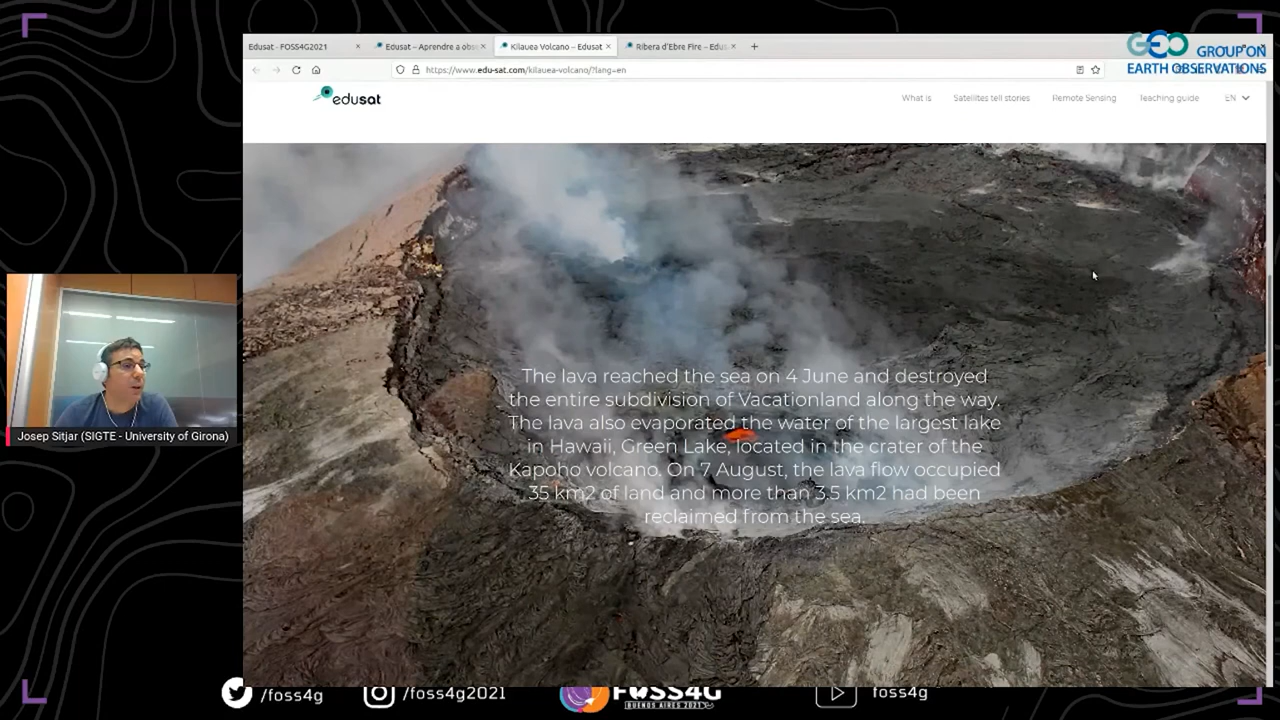 Edusat - FOSS4G2021
Edusat – Aprendre a obs
Kilauea Volcano – Edusat
Ribera d'Ebre Fire – Edus
GEO GROUP ON
EARTH OBSERVATIONS
https://www.edu-sat.com/kilauea-volcano/?lang=en
edusat
What is
Satellites tell stories
Remote Sensing
Teaching guide
EN
The lava reached the sea on 4 June and destroyed
the entire subdivision of Vacationland along the way.
The lava also evaporated the water of the largest lake
in Hawaii, Green Lake, located in the crater of the
Kapoho volcano. On 7 August, the lava flow occupied
35 km2 of land and more than 3.5 km2 had been
reclaimed from the sea.
Josep Sitjar (SIGTE - University of Girona)
/foss4g
/foss4g2021
FOSS4G
BUENOS AIRES 2021
foss4g